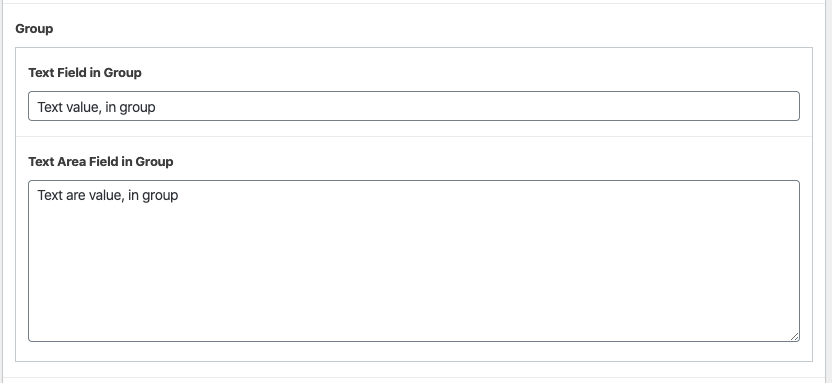 Group
Text Field in Group
Text value, in group
Text Area Field in Group
Text are value, in group